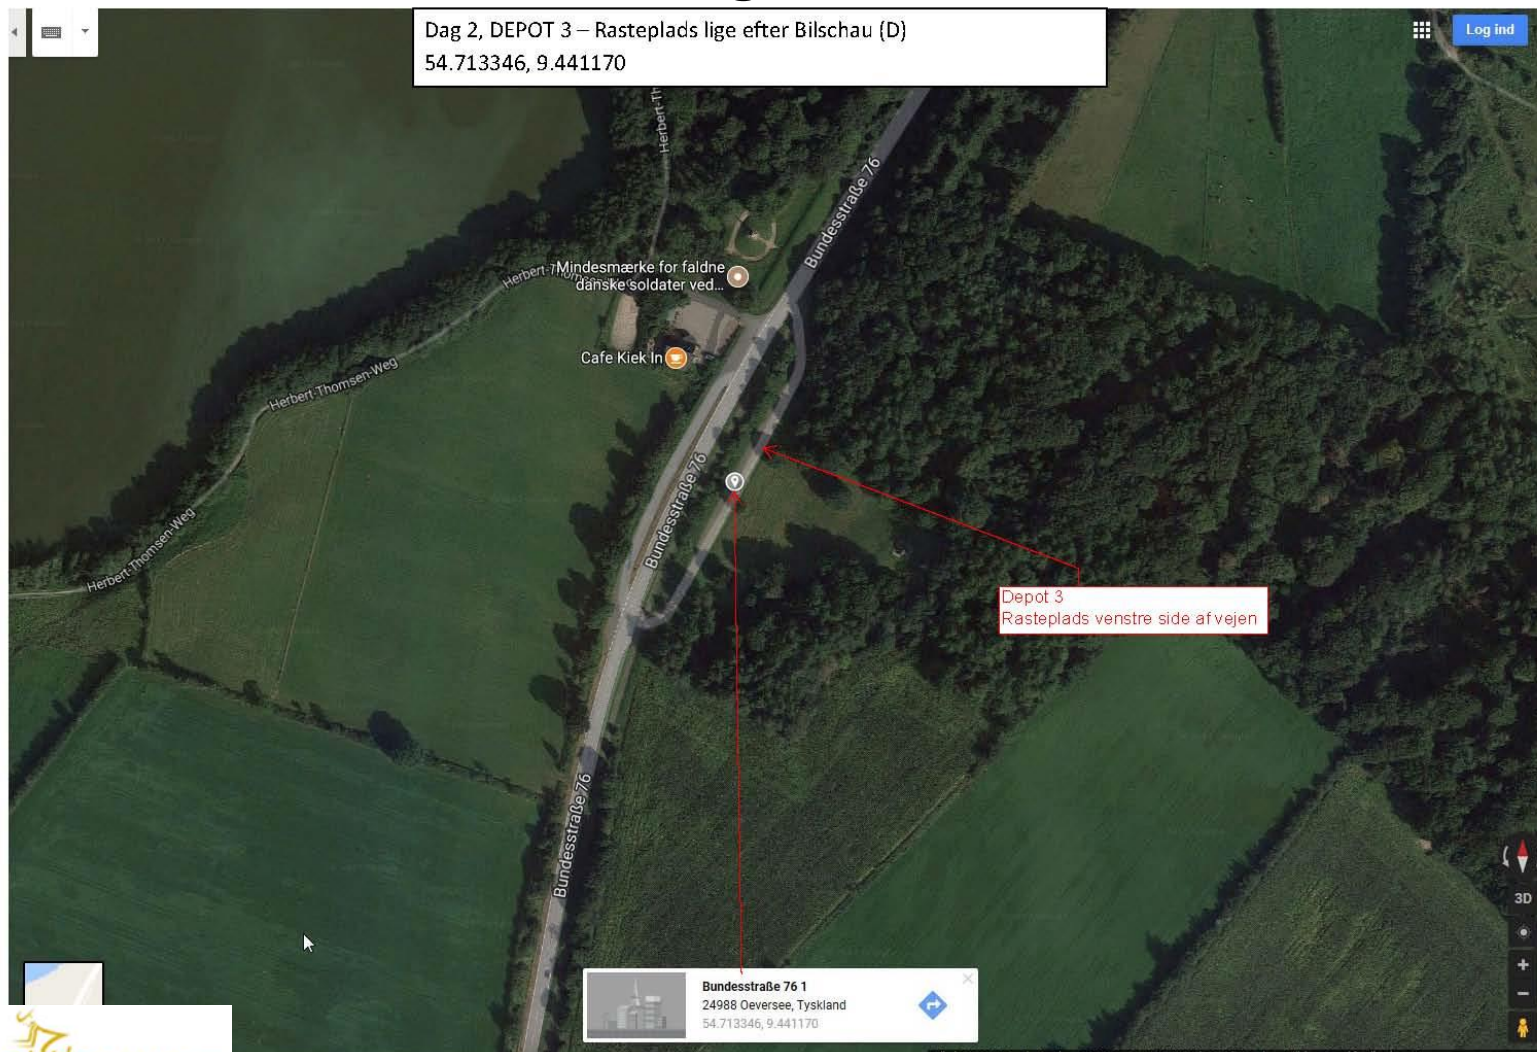 Dag 2, DEPOT 3 – Rasteplads lige efter Bilschau (D)
54.713346, 9.441170
Log ind
Herbert-Th
Bundesstraße 76
Mindesmærke for faldne
danske soldater ved...
Herbert-Thomsen-Weg
Cafe Kiek In
Herbert-Thomsen-Weg
Bundesstraße 76
Herbert-Thomsen-Weg
Depot 3
Rasteplads venstre side af vejen
Bundesstraße 76
3D
Bundesstraße 76 1
24988 Oeversee, Tyskland
54.713346, 9.441170